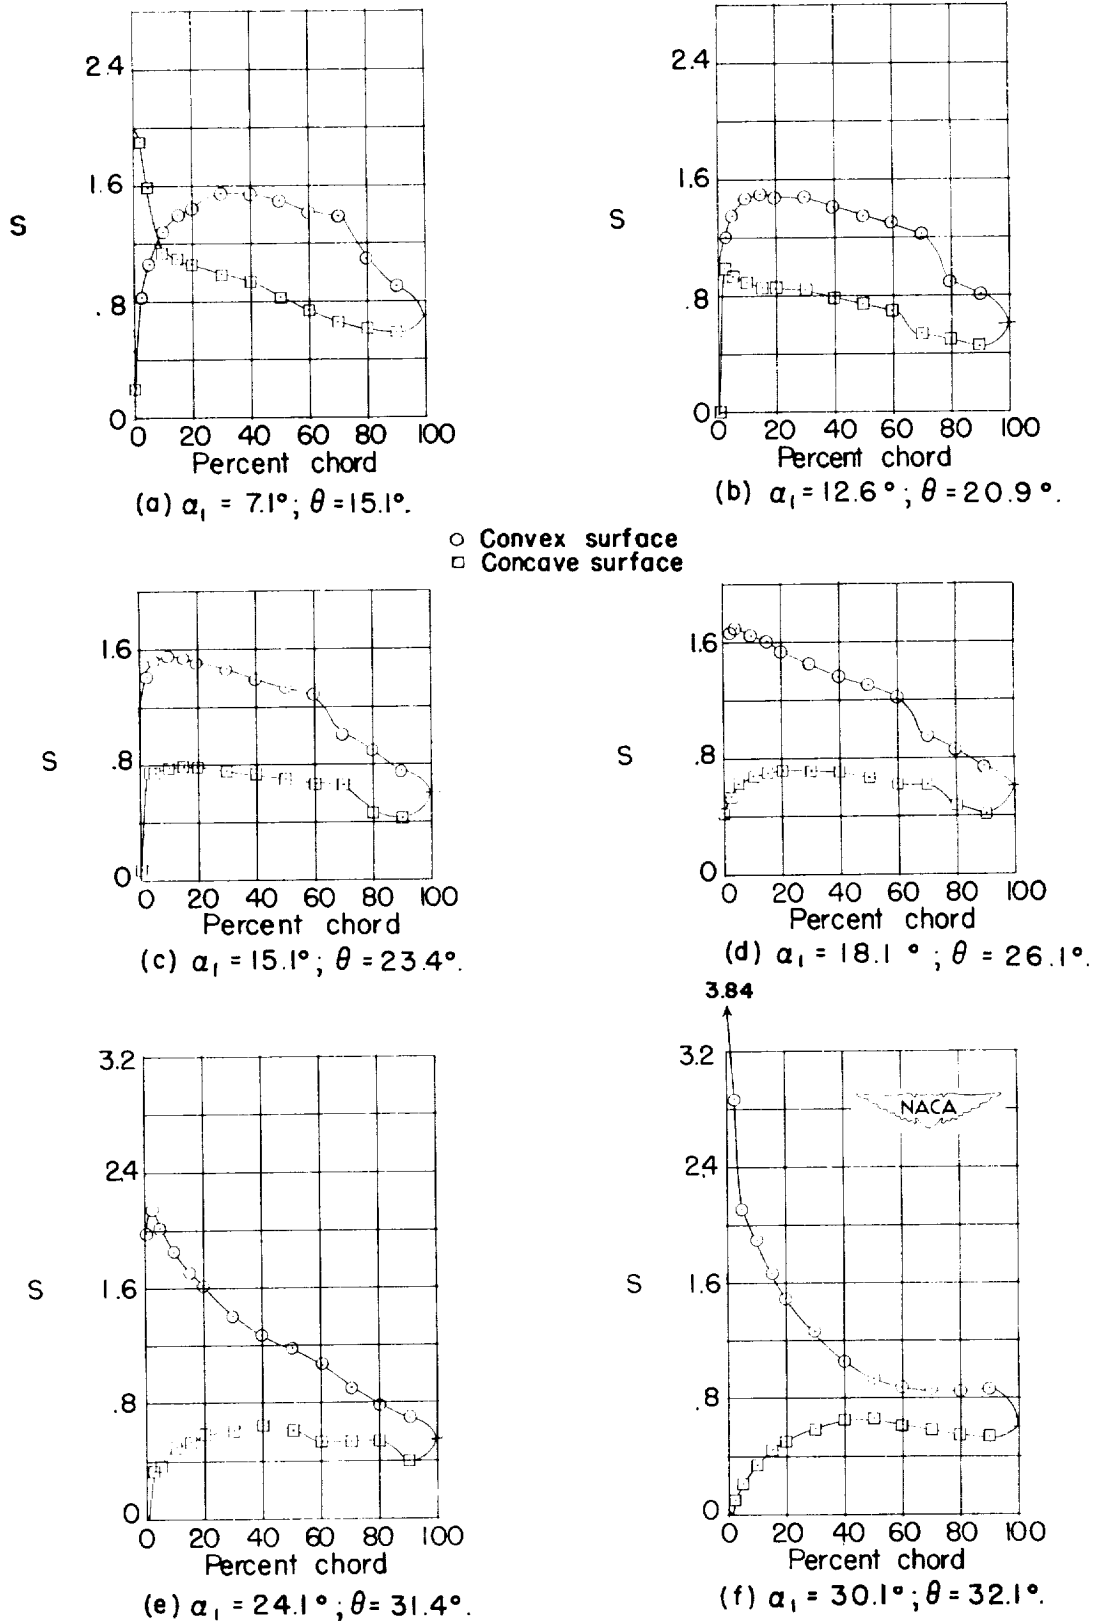 2.4
1.6
S
.8
0
0 20 40 60 80 100
Percent chord
(a) α₁ = 7.1°; θ = 15.1°.
2.4
1.6
S
.8
0
0 20 40 60 80 100
Percent chord
(b) α₁ = 12.6°; θ = 20.9°.
Convex surface
Concave surface
1.6
S
.8
0
0 20 40 60 80 100
Percent chord
(c) α₁ = 15.1°; θ = 23.4°.
1.6
S
.8
0
0 20 40 60 80 100
Percent chord
(d) α₁ = 18.1°; θ = 26.1°.
3.2
2.4
S
1.6
.8
0
0 20 40 60 80 100
Percent chord
(e) α₁ = 24.1°; θ = 31.4°.
3.84
3.2
NACA
2.4
S
1.6
.8
0
0 20 40 60 80 100
Percent chord
(f) α₁ = 30.1°; θ = 32.1°.